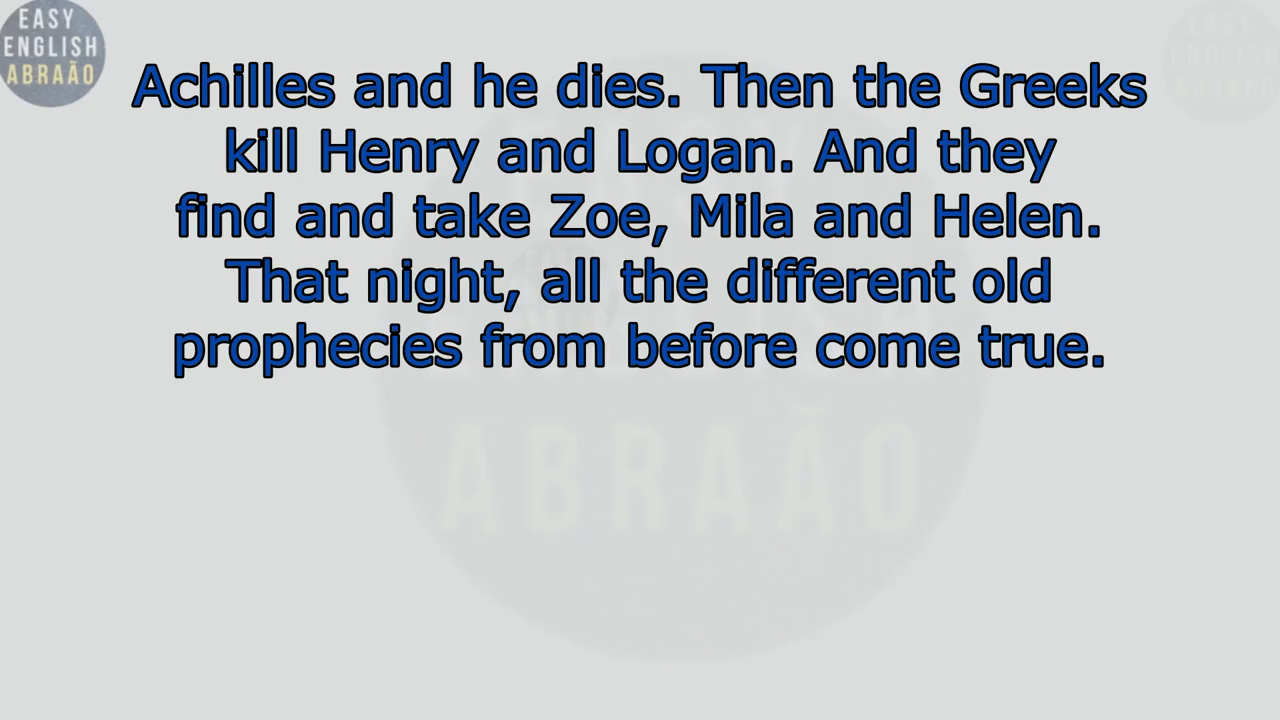 EASY
ENGLISH
ABRAÃO
Achilles and he dies. Then the Greeks
kill Henry and Logan. And they
find and take Zoe, Mila and Helen.
That night, all the different old
prophecies from before come true.
ABRAÃO